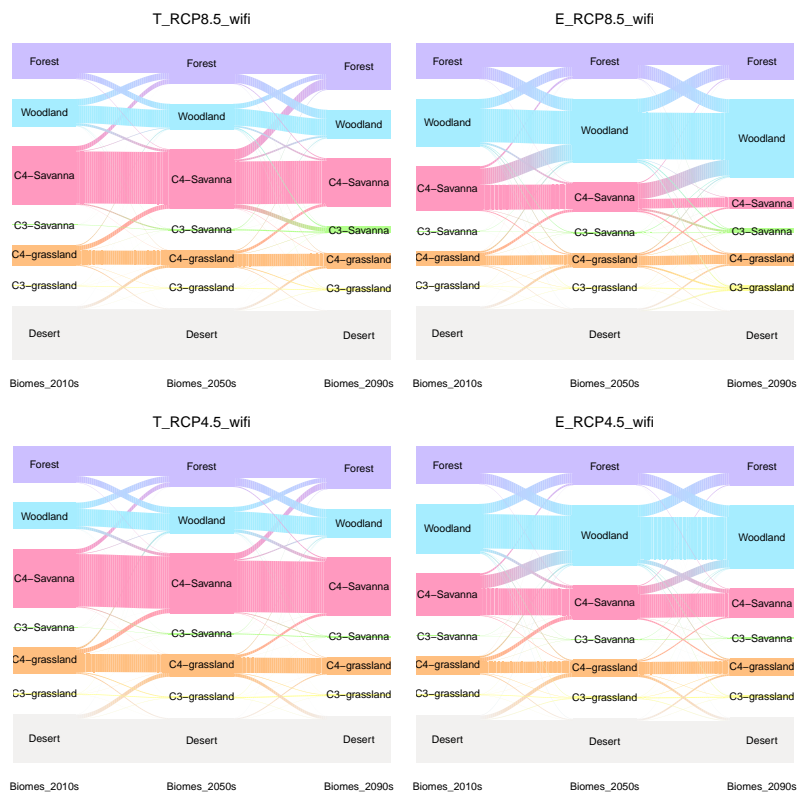 T_RCP8.5_wifi
E_RCP8.5_wifi
Forest
Forest
Forest
Woodland
Woodland
Woodland
C4−Savanna
C4−Savanna
C4−Savanna
C3−Savanna
C3−Savanna
C3−Savanna
C4−grassland
C4−grassland
C4−grassland
C3−grassland
C3−grassland
C3−grassland
Desert
Desert
Desert
Biomes_2010s
Biomes_2050s
Biomes_2090s
Forest
Forest
Forest
Woodland
Woodland
Woodland
C4−Savanna
C4−Savanna
C4−Savanna
C3−Savanna
C3−Savanna
C3−Savanna
C4−grassland
C4−grassland
C4−grassland
C3−grassland
C3−grassland
C3−grassland
Desert
Desert
Desert
Biomes_2010s
Biomes_2050s
Biomes_2090s
T_RCP4.5_wifi
E_RCP4.5_wifi
Forest
Forest
Forest
Woodland
Woodland
Woodland
C4−Savanna
C4−Savanna
C4−Savanna
C3−Savanna
C3−Savanna
C3−Savanna
C4−grassland
C4−grassland
C4−grassland
C3−grassland
C3−grassland
C3−grassland
Desert
Desert
Desert
Biomes_2010s
Biomes_2050s
Biomes_2090s
Forest
Forest
Forest
Woodland
Woodland
Woodland
C4−Savanna
C4−Savanna
C4−Savanna
C3−Savanna
C3−Savanna
C3−Savanna
C4−grassland
C4−grassland
C4−grassland
C3−grassland
C3−grassland
C3−grassland
Desert
Desert
Desert
Biomes_2010s
Biomes_2050s
Biomes_2090s